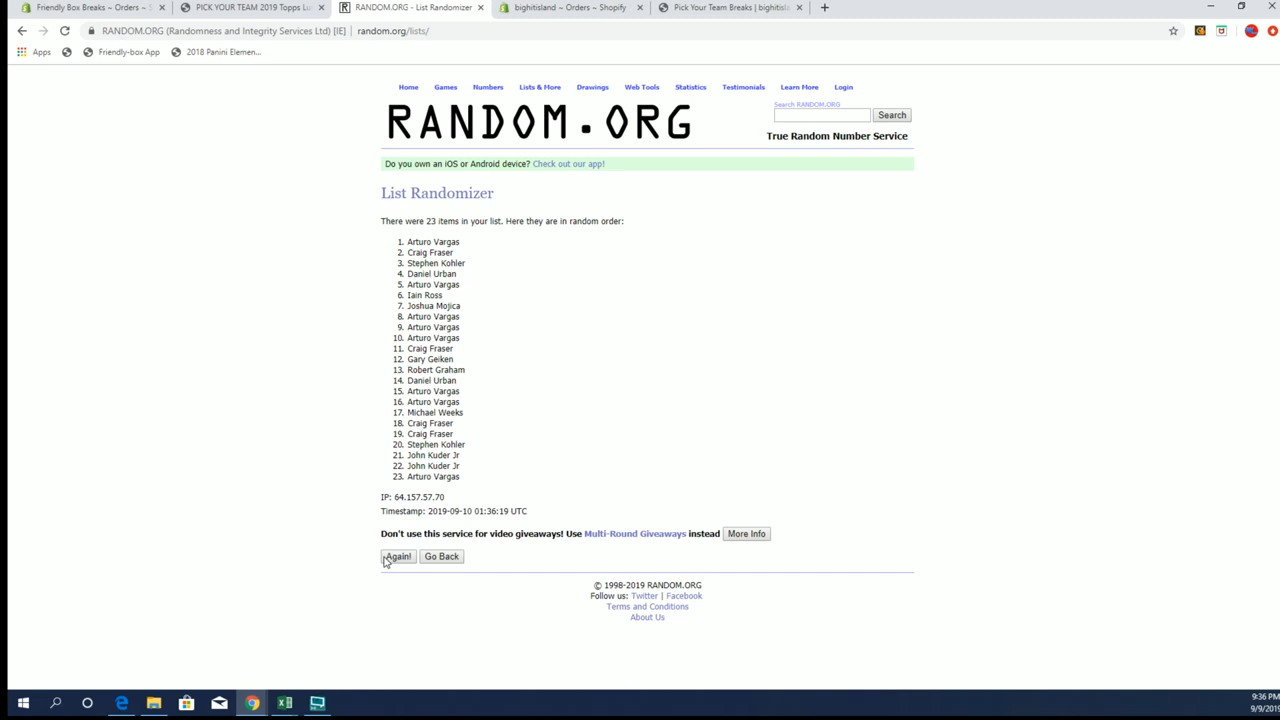 Friendly Box Breaks ~ Orders ~ S
PICK YOUR TEAM 2019 Topps Lu
RANDOM.ORG - List Randomizer
bighitisland ~ Orders ~ Shopify
Pick Your Team Breaks | bighitisl
RANDOM.ORG (Randomness and Integrity Services Ltd) [IE] | random.org/lists/
Apps
Friendly-box App
2018 Panini Elemen...
Home Games Numbers Lists & More Drawings Web Tools Statistics Testimonials Learn More Login
RANDOM.ORG
Search RANDOM.ORG
Search
True Random Number Service
Do you own an iOS or Android device? Check out our app!
List Randomizer
There were 23 items in your list. Here they are in random order:
1. Arturo Vargas
2. Craig Fraser
3. Stephen Kohler
4. Daniel Urban
5. Arturo Vargas
6. Iain Ross
7. Joshua Mojica
8. Arturo Vargas
9. Arturo Vargas
10. Arturo Vargas
11. Craig Fraser
12. Gary Geiken
13. Robert Graham
14. Daniel Urban
15. Arturo Vargas
16. Arturo Vargas
17. Michael Weeks
18. Craig Fraser
19. Craig Fraser
20. Stephen Kohler
21. John Kuder Jr
22. John Kuder Jr
23. Arturo Vargas
IP: 64.157.57.70
Timestamp: 2019-09-10 01:36:19 UTC
Don't use this service for video giveaways! Use Multi-Round Giveaways instead More Info
Again! Go Back
© 1998-2019 RANDOM.ORG
Follow us: Twitter | Facebook
Terms and Conditions
About Us
9:36 PM
9/9/2019